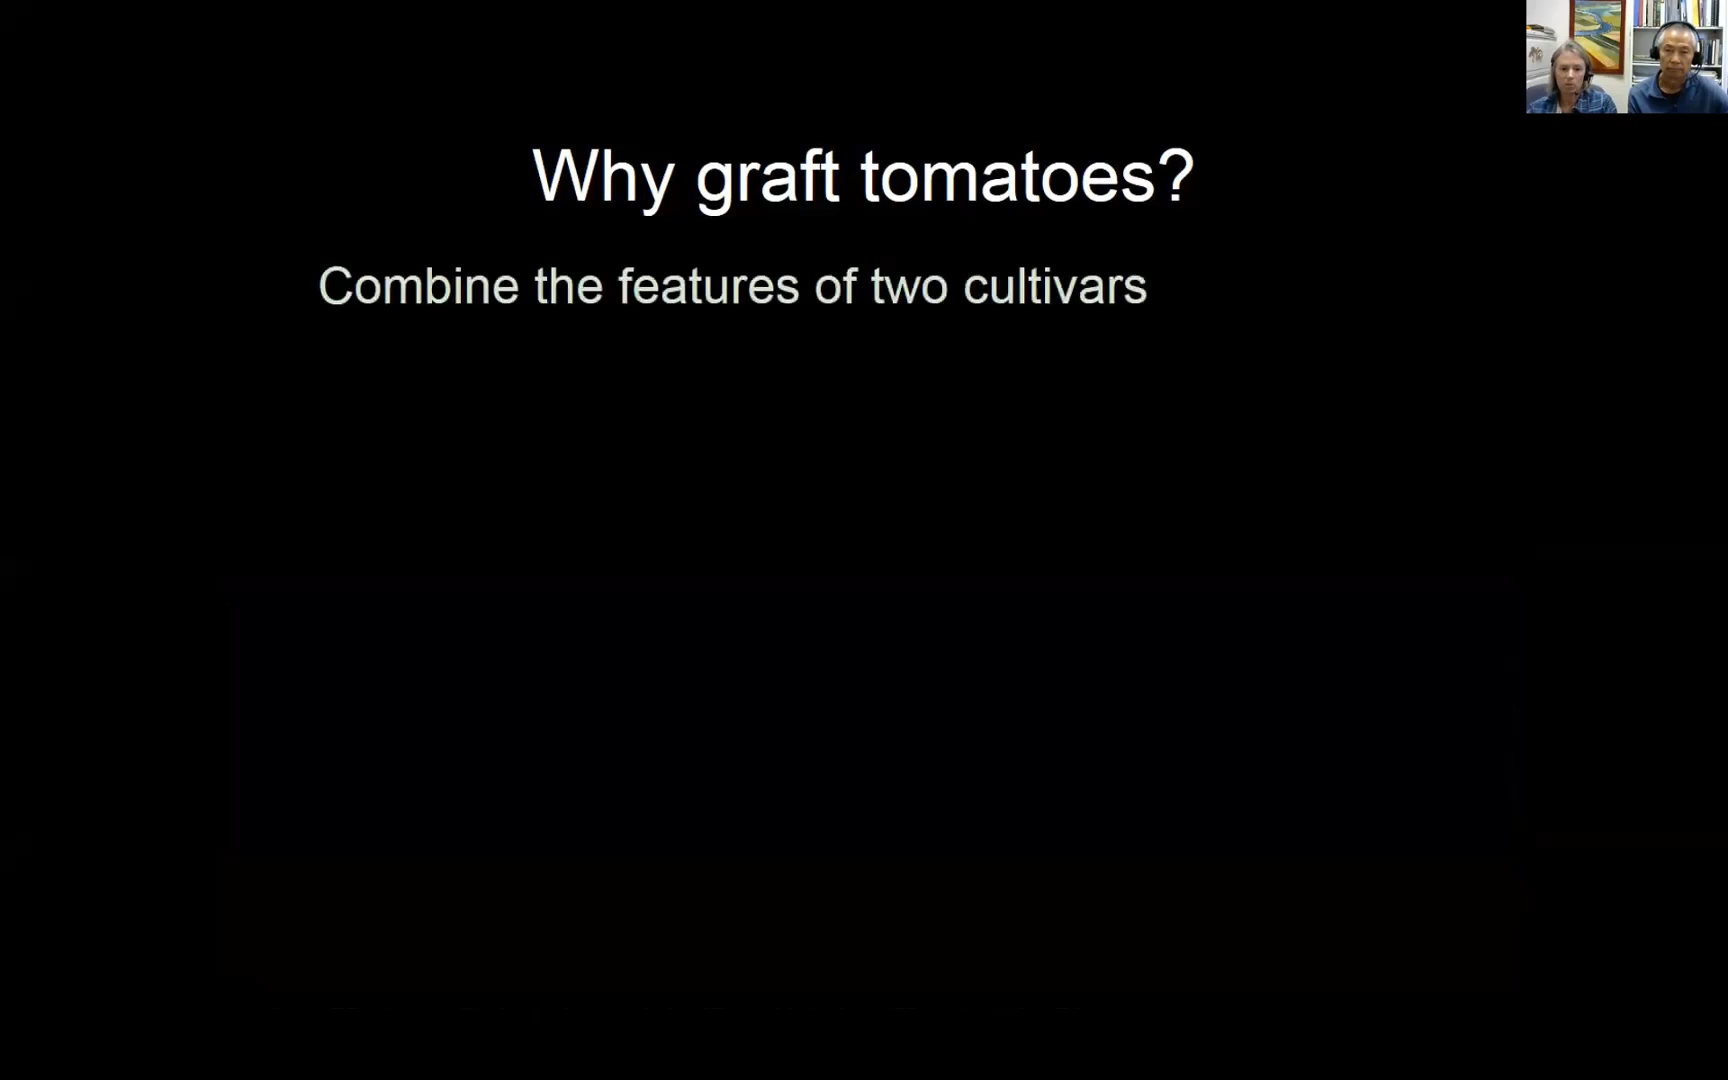 Why graft tomatoes?
Combine the features of two cultivars